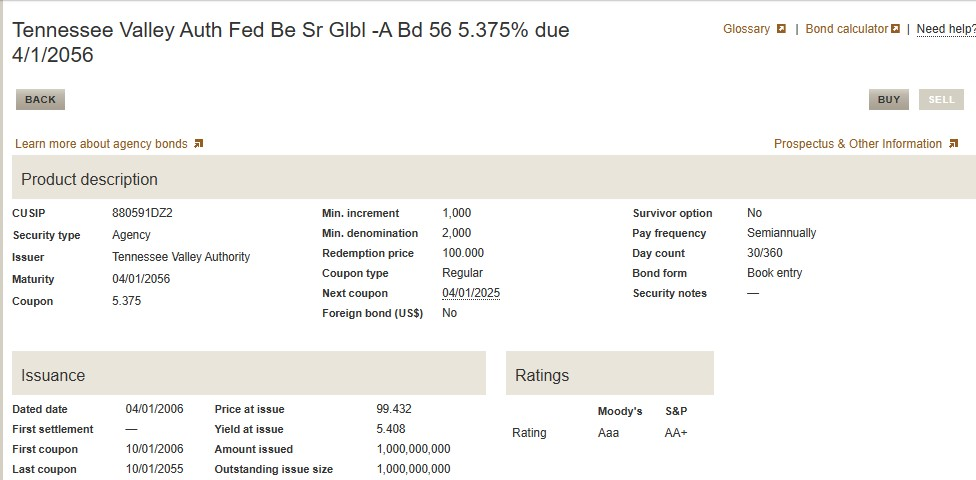 Tennessee Valley Auth Fed Be Sr Glbl -A Bd 56 5.375% due
4/1/2056
Glossary | Bond calculator | Need help?
BACK
BUY SELL
Learn more about agency bonds
Prospectus & Other Information
Product description
CUSIP 880591DZ2
Security type Agency
Issuer Tennessee Valley Authority
Maturity 04/01/2056
Coupon 5.375
Min. increment 1,000
Min. denomination 2,000
Redemption price 100.000
Coupon type Regular
Next coupon 04/01/2025
Foreign bond (US$) No
Survivor option No
Pay frequency Semiannually
Day count 30/360
Bond form Book entry
Security notes —
Issuance
Dated date 04/01/2006
First settlement —
First coupon 10/01/2006
Last coupon 10/01/2055
Price at issue 99.432
Yield at issue 5.408
Amount issued 1,000,000,000
Outstanding issue size 1,000,000,000
Ratings
Moody's S&P
Rating Aaa AA+